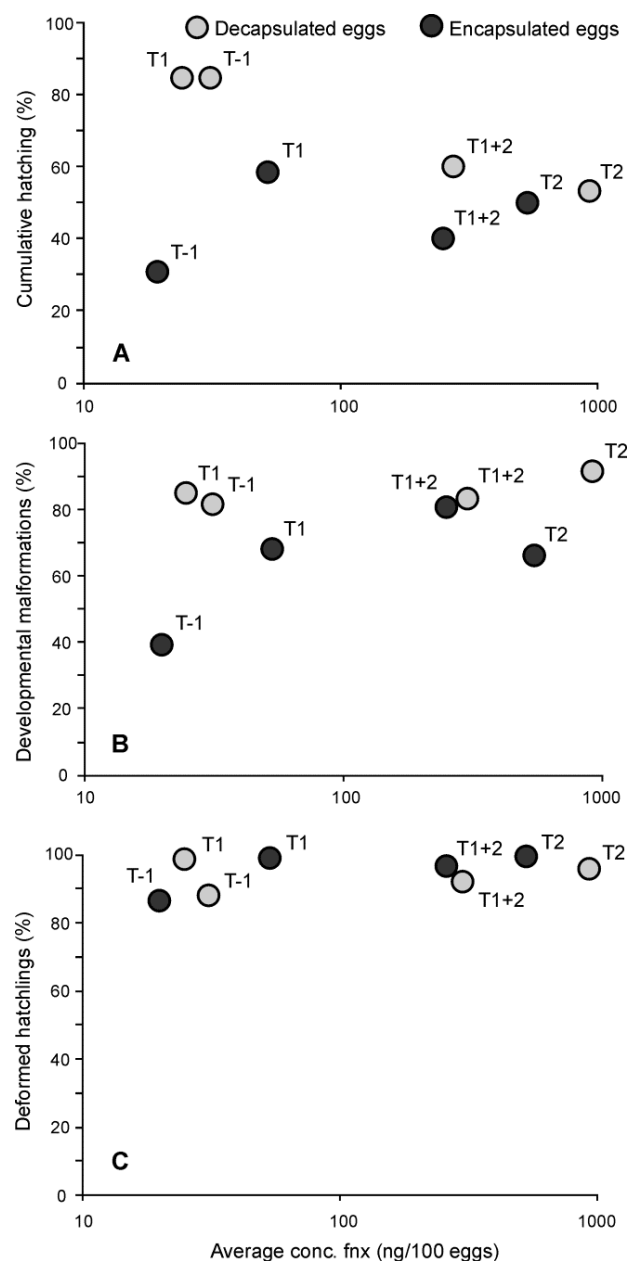 Decapsulated eggs Encapsulated eggs
Cumulative hatching (%)
100
80
60
40
20
0
T1 T-1
T1
T-1
T1+2
T1+2
T2
T2
A
10 100 1000
Developmental malformations (%)
100
80
60
40
20
0
T1
T-1
T1
T-1
T1+2 T1+2
T2
T2
B
10 100 1000
Deformed hatchlings (%)
100
80
60
40
20
0
T-1
T1
T-1
T1
T1+2
T1+2
T2
T2
C
10 100 1000
Average conc. fnx (ng/100 eggs)